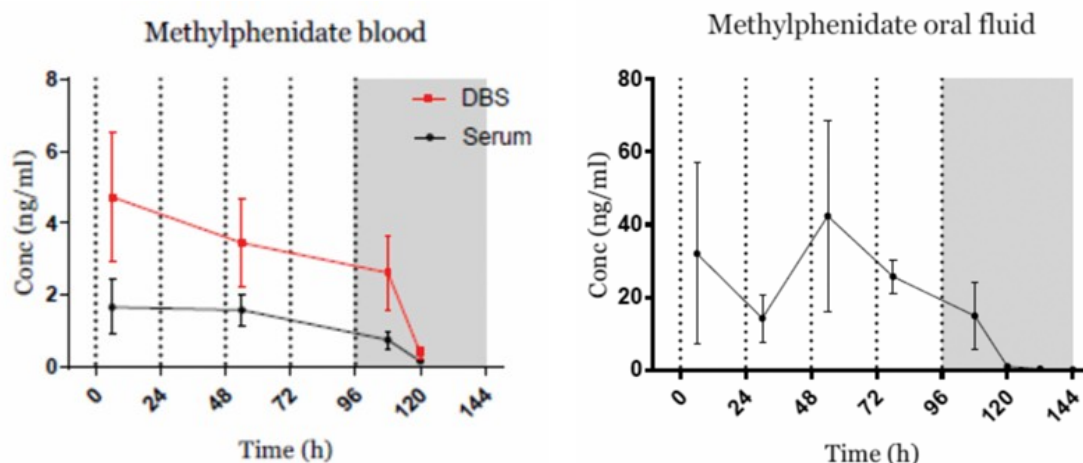 Methylphenidate blood
8
6
4
2
0
Conc (ng/ml)
DBS
Serum
0 24 48 72 96 120 144
Time (h)
Methylphenidate oral fluid
80
60
40
20
0
Conc (ng/ml)
0 24 48 72 96 120 144
Time (h)